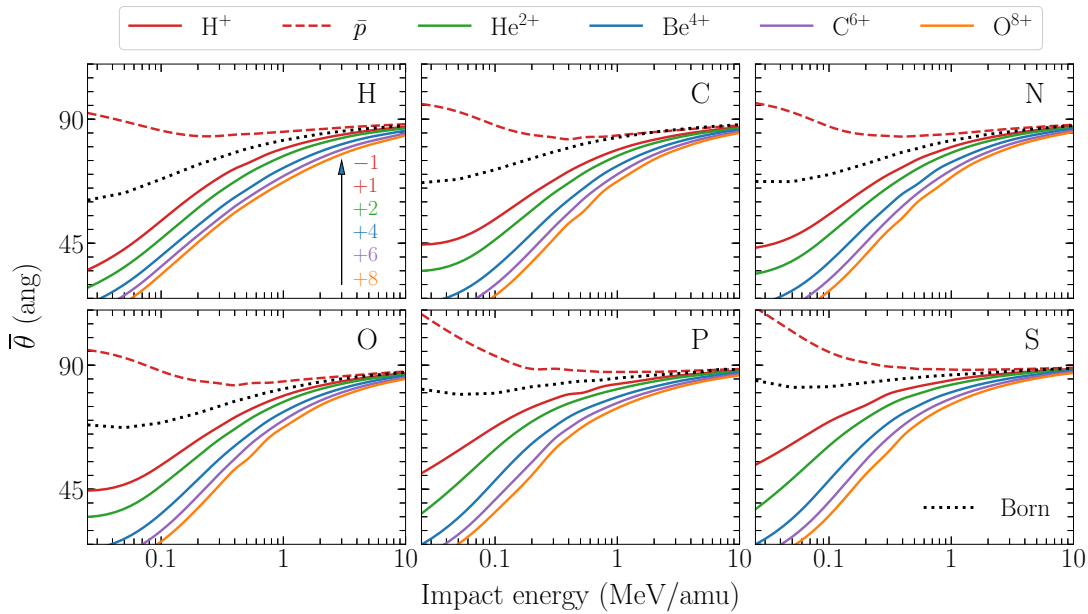 H⁺ p̄ He²⁺ Be⁴⁺ C⁶⁺ O⁸⁺
H C N
90
45
−1
+1
+2
+4
+6
+8
O P S
90
45
Born
0.1 1 10 0.1 1 10 0.1 1 10
θ̄ (ang)
Impact energy (MeV/amu)